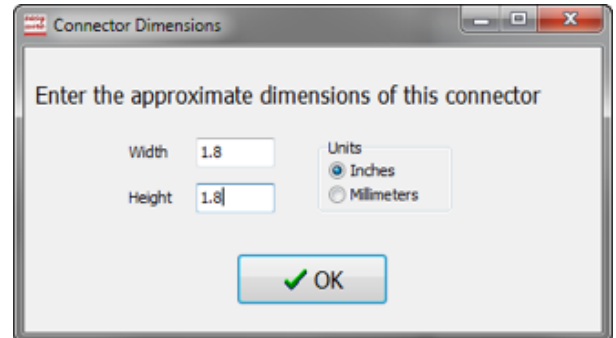 Connector Dimensions
Enter the approximate dimensions of this connector
Width 1.8
Units
Inches
Height 1.8
Millimeters
OK